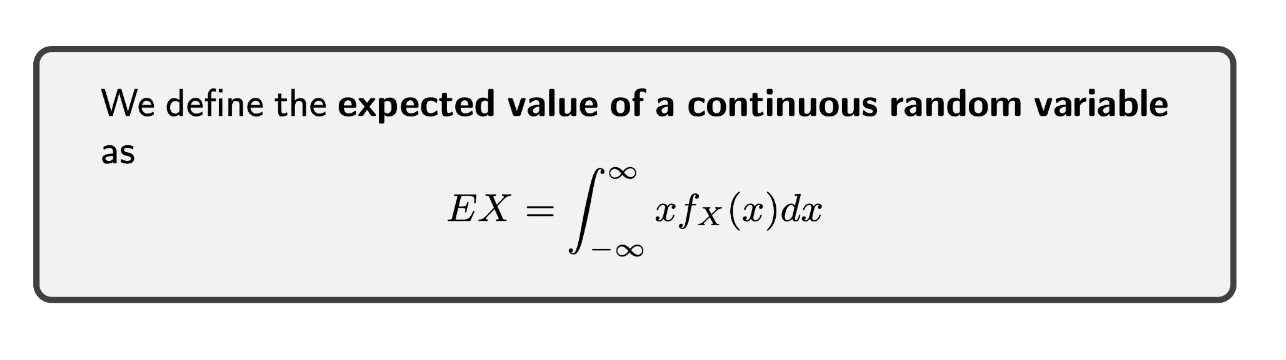 We define the expected value of a continuous random variable
as
EX = ∫_{-∞}^{∞} x f_X(x)dx